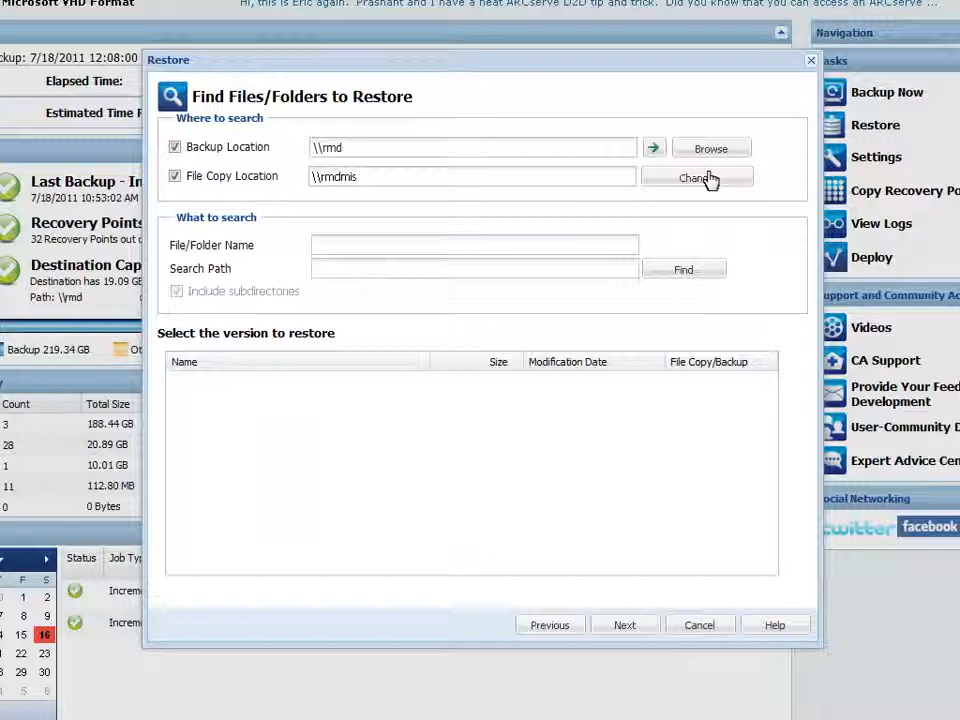 Microsoft VHD Format
Hi, this is Eric again. Prashant and I have a neat ARCserve D2D tip and trick. Did you know that you can access an ARCserve ...
Navigation
ckup: 7/18/2011 12:08:00
Elapsed Time:
Estimated Time R
Last Backup - In
7/18/2011 10:53:02 AM
Recovery Points
32 Recovery Points out o
Destination Cap
Destination has 19.09 G
Path: \\rmd
Backup 219.34 GB
Ot
Count Total Size
3 188.44 GB
28 20.89 GB
1 10.01 GB
11 112.80 MB
0 0 Bytes
F S
1 2
8 9
15 16
22 23
29 30
5 6
Status Job Typ
Increm
Increm
Restore
Find Files/Folders to Restore
Where to search
Backup Location \\rmd Browse
File Copy Location \\rmdmis Change
What to search
File/Folder Name
Search Path Find
Include subdirectories
Select the version to restore
Name Size Modification Date File Copy/Backup
Previous Next Cancel Help
asks
Backup Now
Restore
Settings
Copy Recovery Po
View Logs
Deploy
upport and Community Ac
Videos
CA Support
Provide Your Feed
Development
User-Community D
Expert Advice Cen
ocial Networking
twitter facebook